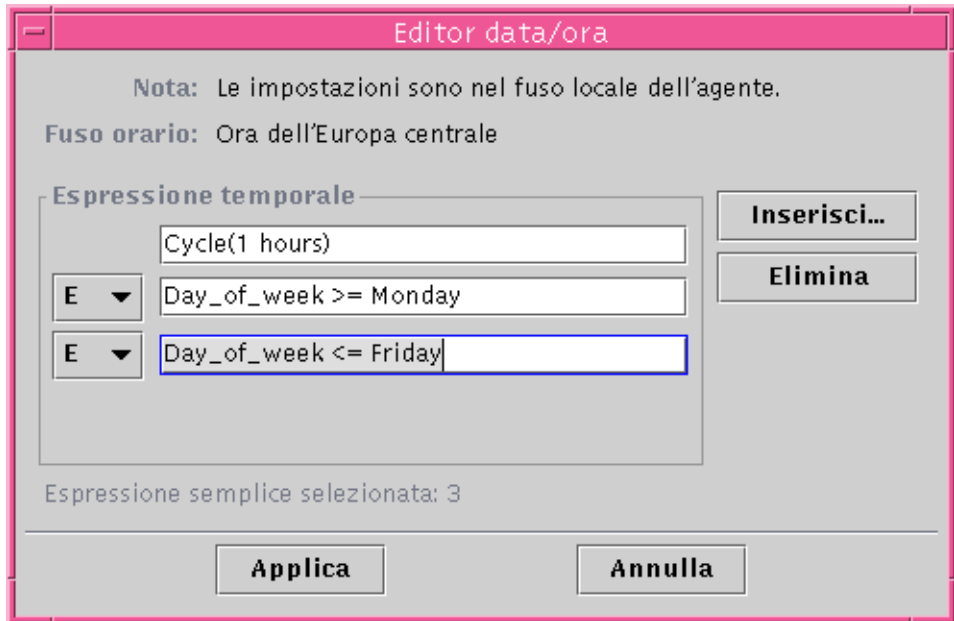 Editor data/ora
Nota: Le impostazioni sono nel fuso locale dell'agente.
Fuso orario: Ora dell'Europa centrale
Espressione temporale
Inserisci...
Cycle(1 hours)
Elimina
E Day_of_week >= Monday
E Day_of_week <= Friday
Espressione semplice selezionata: 3
Applica Annulla